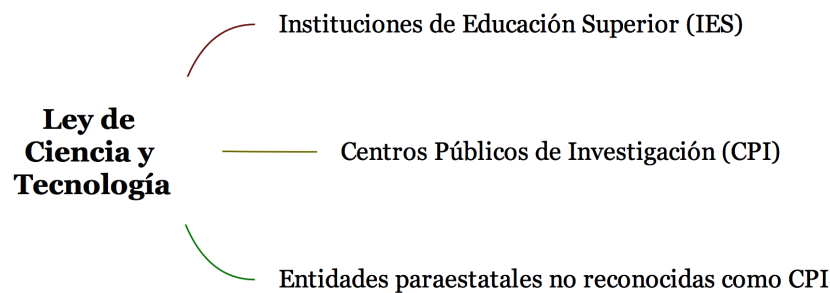 Instituciones de Educación Superior (IES)
Ley de
Ciencia y
Tecnología
Centros Públicos de Investigación (CPI)
Entidades paraestatales no reconocidas como CPI